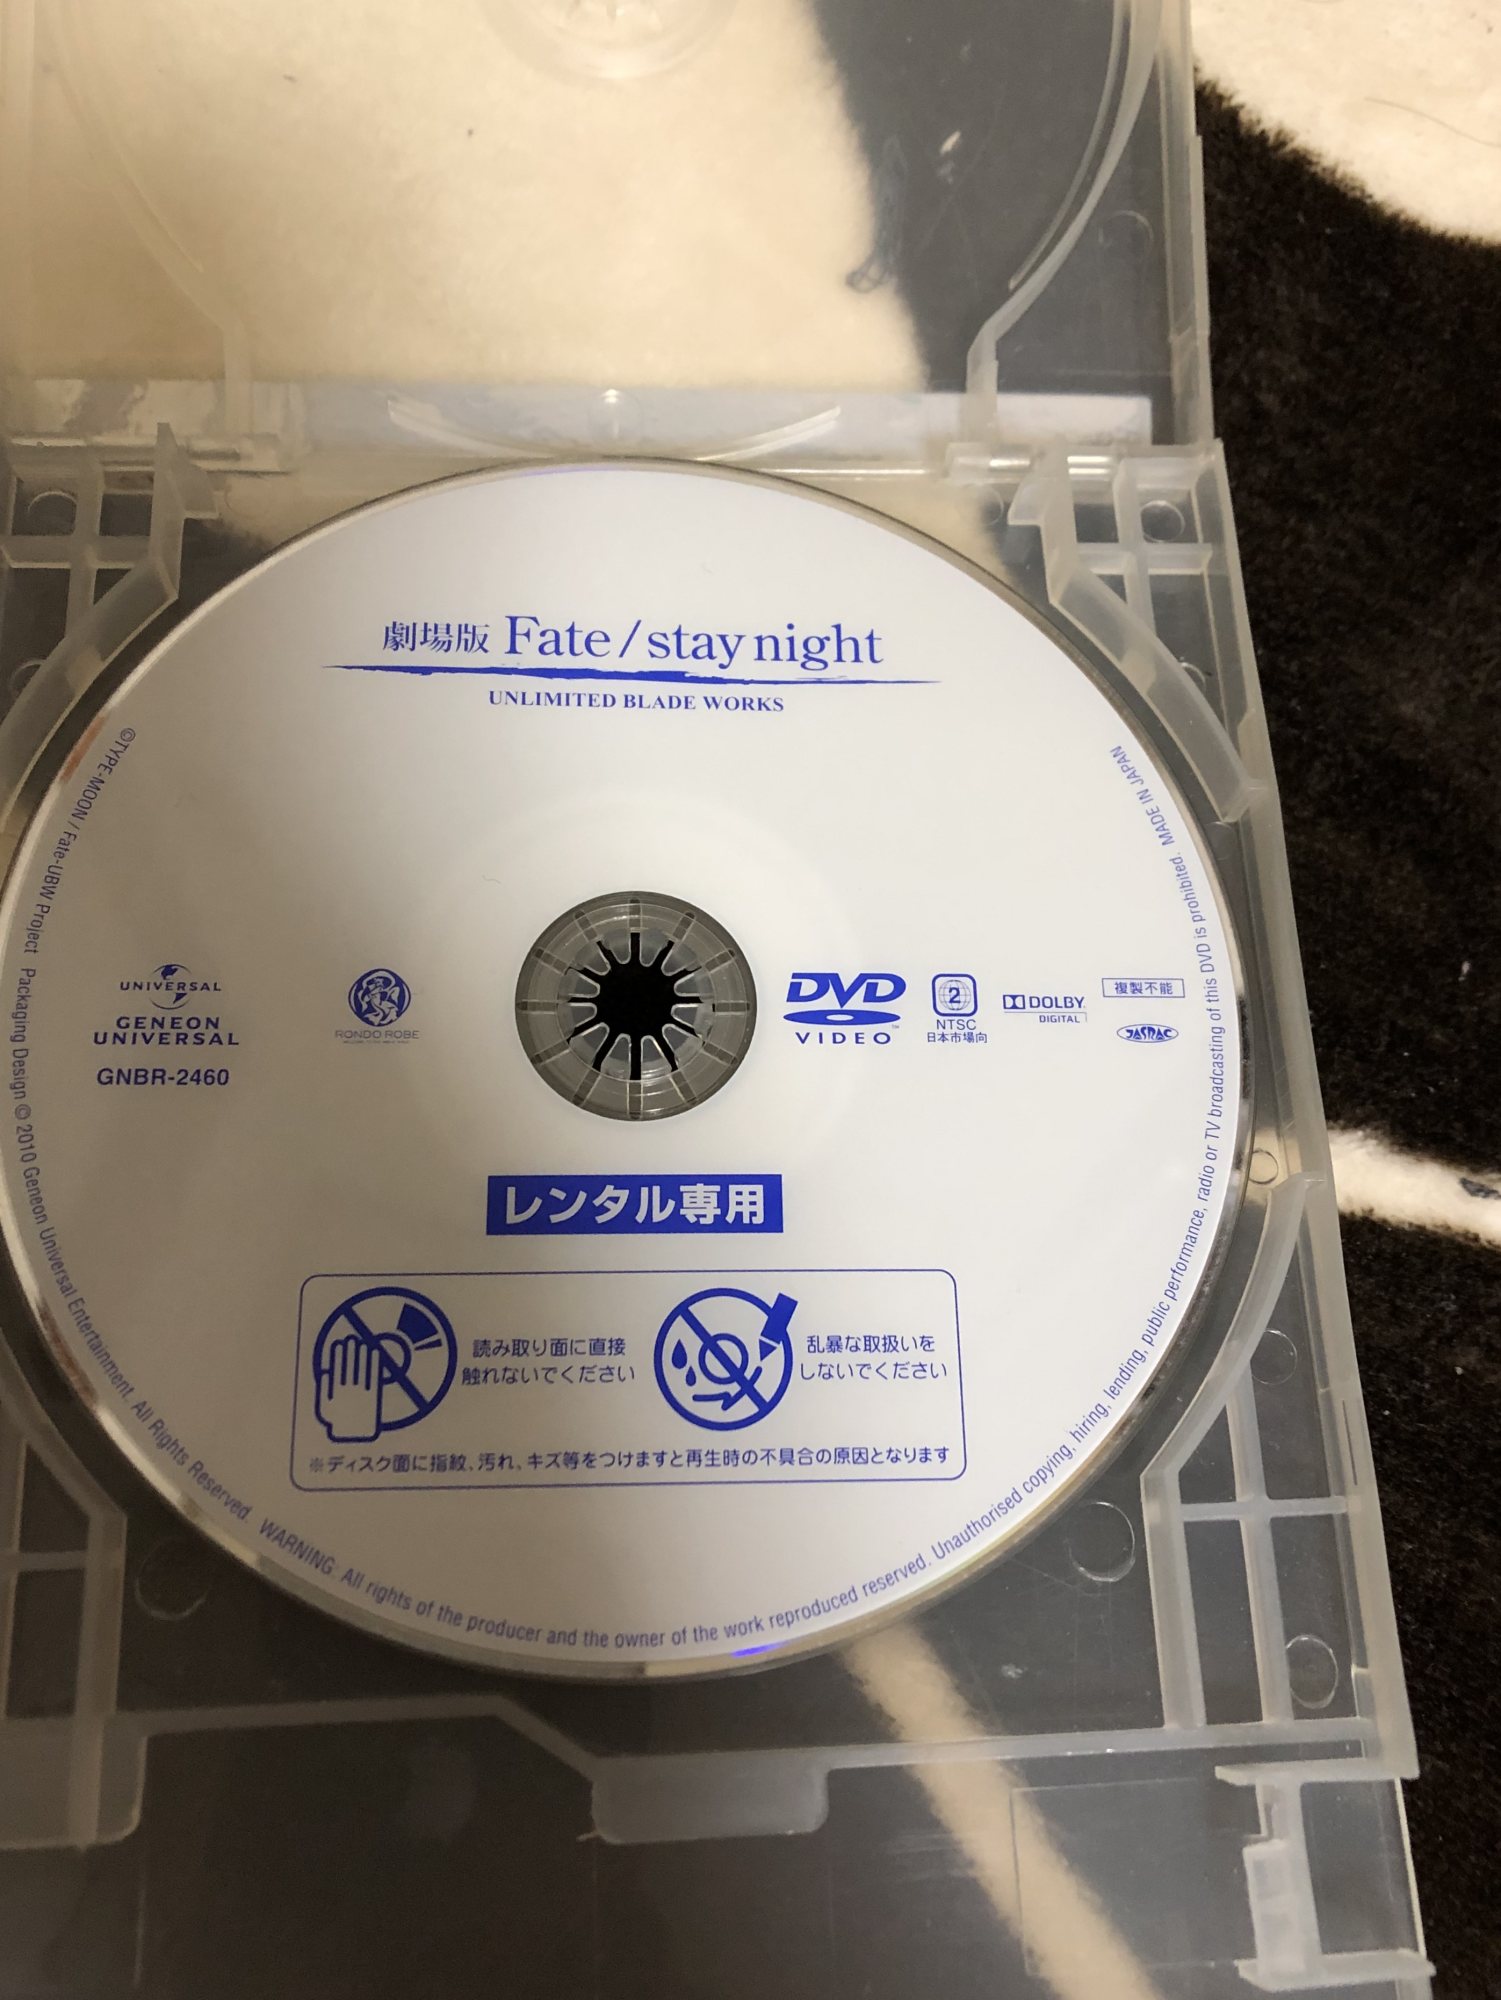 劇場版 Fate/stay night
UNLIMITED BLADE WORKS
UNIVERSAL
GENEON
UNIVERSAL
GNBR-2460
RONDO ROBE
DVD
VIDEO
2
NTSC
日本市場向
DOLBY
DIGITAL
複製不能
JASRAC
レンタル専用
読み取り面に直接
触れないでください
乱暴な取扱いを
しないでください
※ディスク面に指紋、汚れ、キズ等をつけますと再生時の不具合の原因となります
©TYPE-MOON / Fate-UBW Project Packaging Design © 2010 Geneon Universal Entertainment. All Rights Reserved. WARNING: All rights of the producer and the owner of the work reproduced reserved. Unauthorised copying, hiring, lending, public performance, radio or TV broadcasting of this DVD is prohibited. MADE IN JAPAN